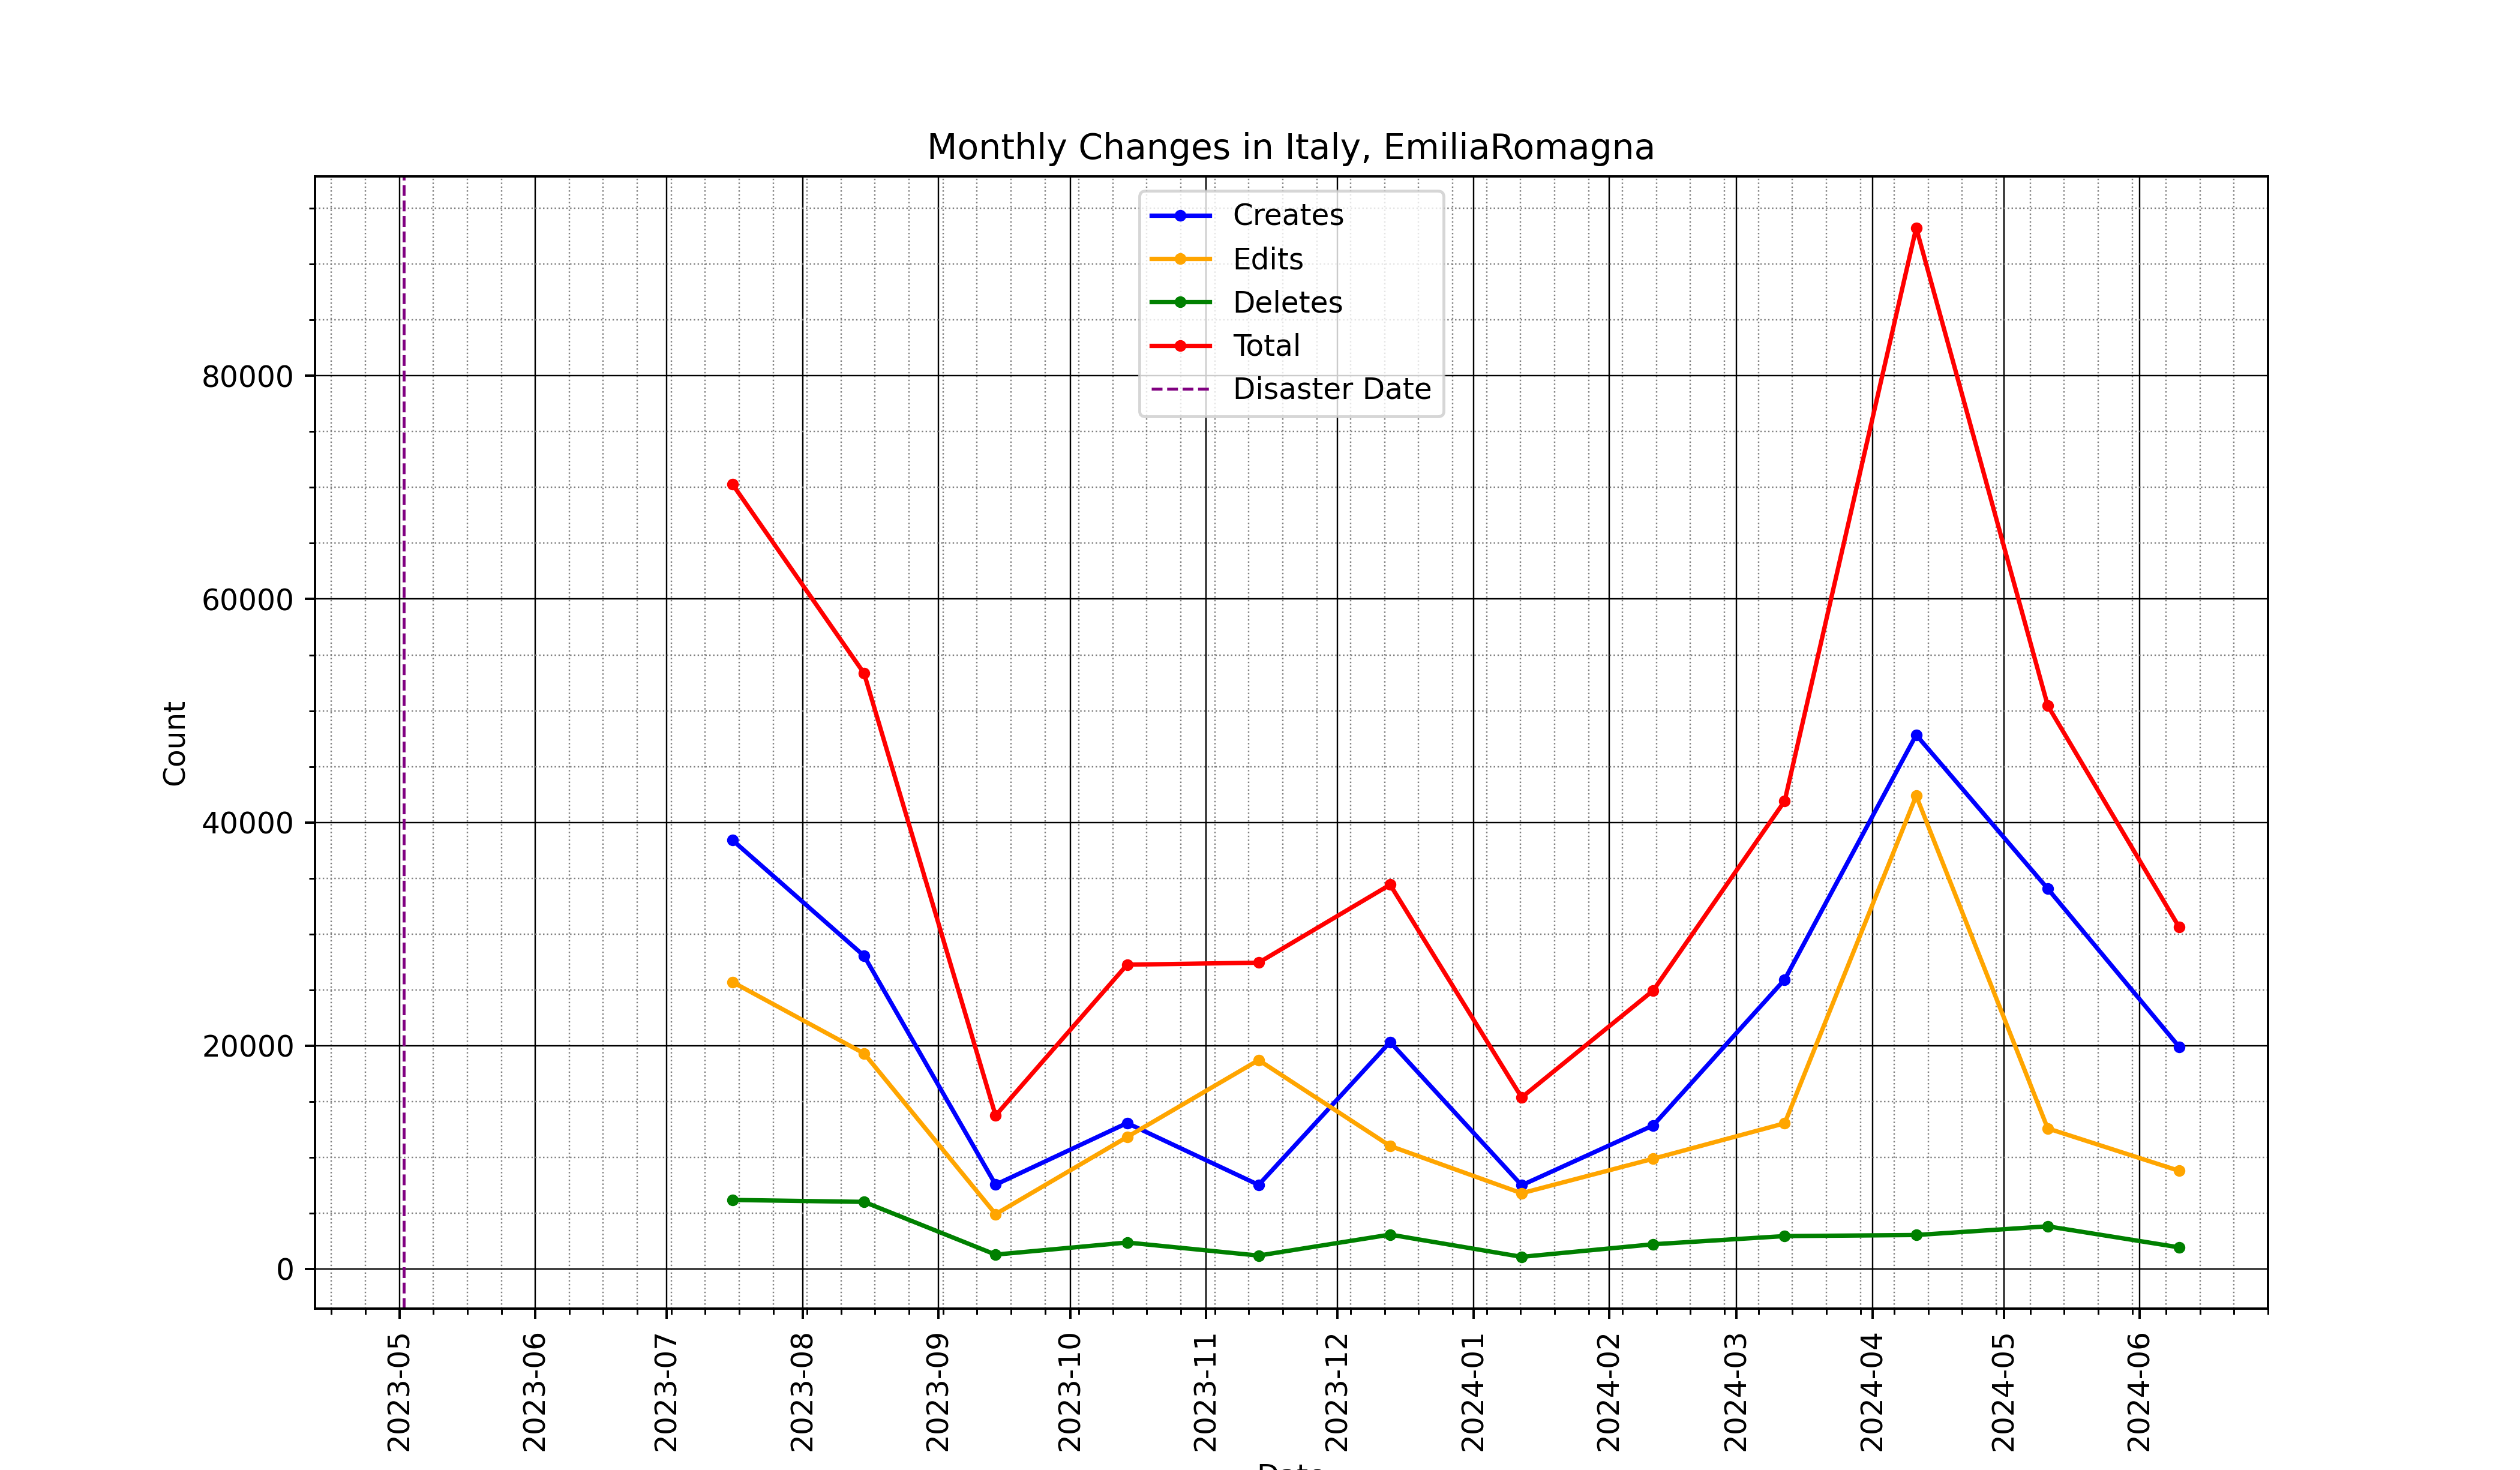 Monthly Changes in Italy, EmiliaRomagna
Creates
Edits
Deletes
Total
Disaster Date
Count
80000
60000
40000
20000
0
2023-05
2023-06
2023-07
2023-08
2023-09
2023-10
2023-11
2023-12
2024-01
2024-02
2024-03
2024-04
2024-05
2024-06
Date